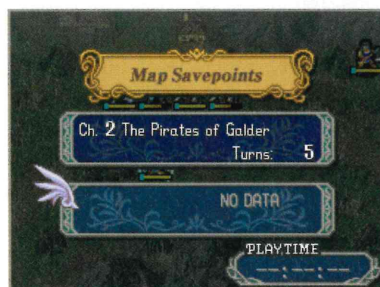 Map Savepoints
Ch. 2 The Pirates of Galder
Turns: 5
NO DATA
PLAYTIME
--:--:--